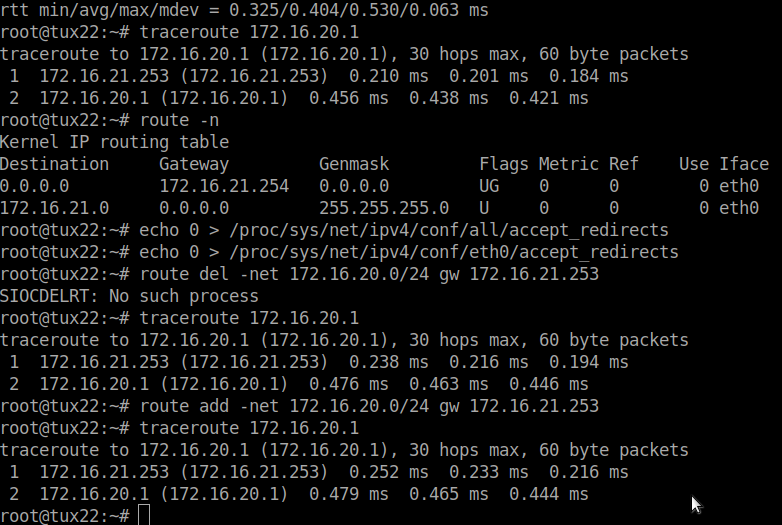 rtt min/avg/max/mdev = 0.325/0.404/0.530/0.063 ms
root@tux22:~# traceroute 172.16.20.1
traceroute to 172.16.20.1 (172.16.20.1), 30 hops max, 60 byte packets
 1  172.16.21.253 (172.16.21.253)  0.210 ms  0.201 ms  0.184 ms
 2  172.16.20.1 (172.16.20.1)  0.456 ms  0.438 ms  0.421 ms
root@tux22:~# route -n
Kernel IP routing table
Destination     Gateway         Genmask         Flags Metric Ref    Use Iface
0.0.0.0         172.16.21.254   0.0.0.0         UG    0      0        0 eth0
172.16.21.0     0.0.0.0         255.255.255.0   U     0      0        0 eth0
root@tux22:~# echo 0 > /proc/sys/net/ipv4/conf/all/accept_redirects
root@tux22:~# echo 0 > /proc/sys/net/ipv4/conf/eth0/accept_redirects
root@tux22:~# route del -net 172.16.20.0/24 gw 172.16.21.253
SIOCDELRT: No such process
root@tux22:~# traceroute 172.16.20.1
traceroute to 172.16.20.1 (172.16.20.1), 30 hops max, 60 byte packets
 1  172.16.21.253 (172.16.21.253)  0.238 ms  0.216 ms  0.194 ms
 2  172.16.20.1 (172.16.20.1)  0.476 ms  0.463 ms  0.446 ms
root@tux22:~# route add -net 172.16.20.0/24 gw 172.16.21.253
root@tux22:~# traceroute 172.16.20.1
traceroute to 172.16.20.1 (172.16.20.1), 30 hops max, 60 byte packets
 1  172.16.21.253 (172.16.21.253)  0.252 ms  0.233 ms  0.216 ms
 2  172.16.20.1 (172.16.20.1)  0.479 ms  0.465 ms  0.444 ms
root@tux22:~#